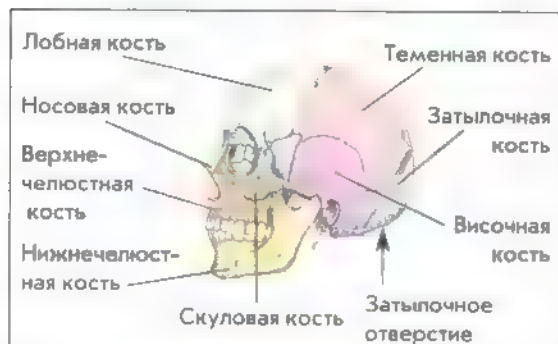 Лобная кость
Носовая кость
Верхне-
челюстная
кость
Нижнечелюст-
ная кость
Скуловая кость
Теменная кость
Затылочная
кость
Височная
кость
Затылочное
отверстие